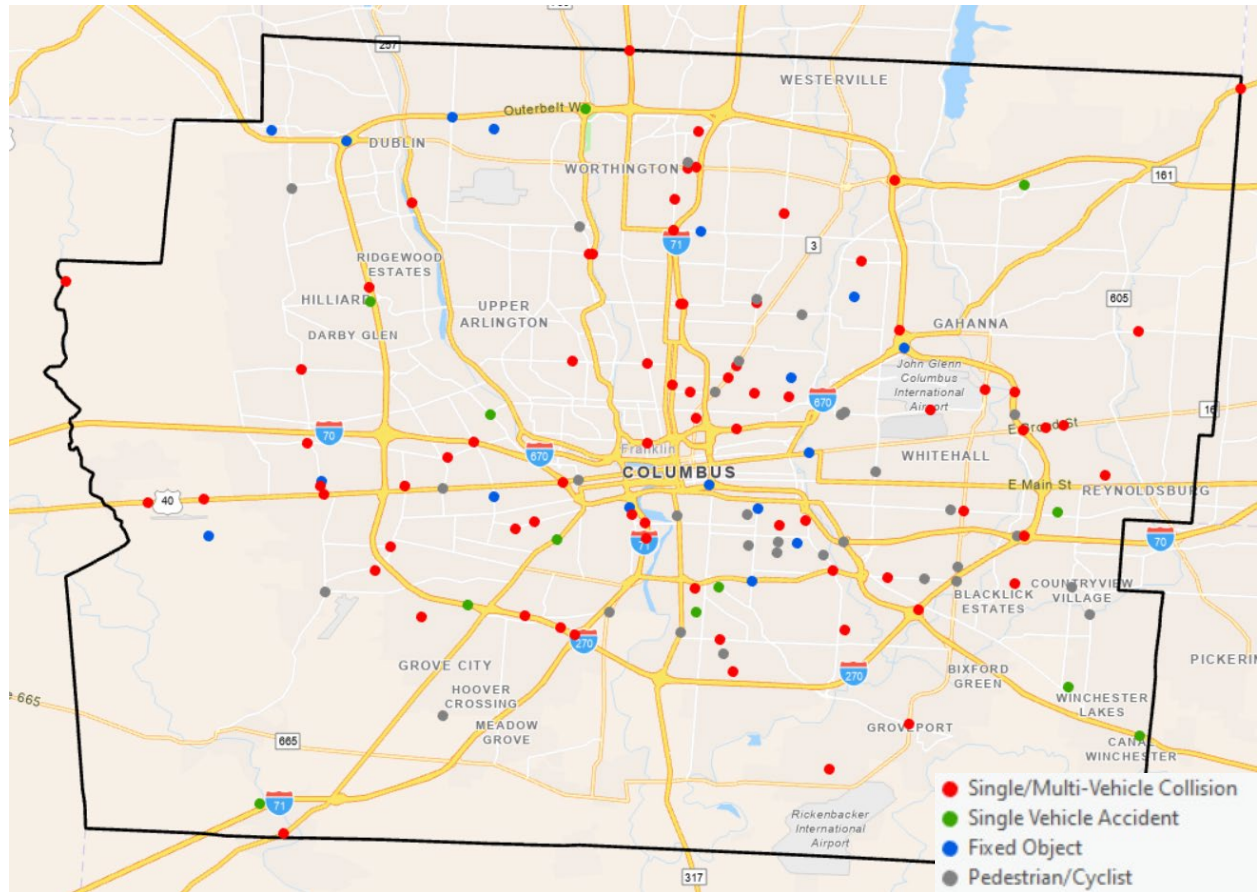 257
WESTERVILLE
Outerbelt W
DUBLIN
WORTHINGTON
161
3
71
RIDGEWOOD
ESTATES
HILLIARD
605
UPPER
ARLINGTON
GAHANNA
DARBY GLEN
John Glenn
Columbus
International
Airport
670
16
E Broad St
70
Franklin
670
COLUMBUS
WHITEHALL
E Main St
REYNOLDSBURG
40
71
70
COUNTRYVIEW
VILLAGE
BLACKLICK
ESTATES
270
GROVE CITY
PICKERIN
BIXFORD
GREEN
270
HOOVER
CROSSING
WINCHESTER
LAKES
665
MEADOW
GROVE
GROVEPORT
665
CANAL
WINCHESTER
71
Rickenbacker
International
Airport
317
Single/Multi-Vehicle Collision
Single Vehicle Accident
Fixed Object
Pedestrian/Cyclist